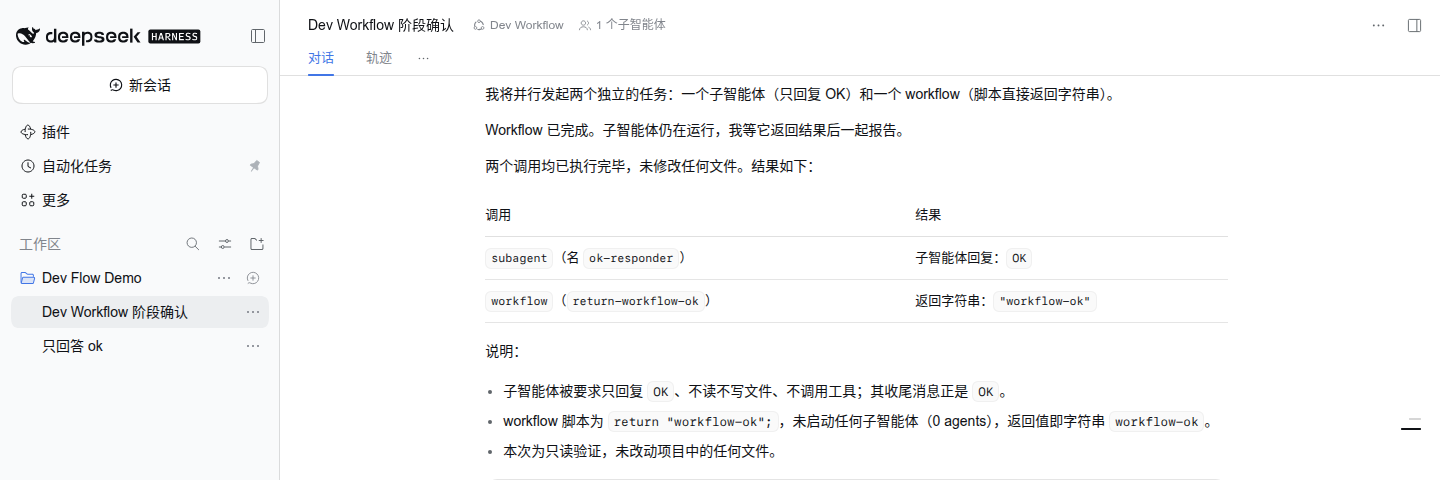 deepseek HARNESS
新会话
插件
自动化任务
更多
工作区
Dev Flow Demo
Dev Workflow 阶段确认
只回答 ok
Dev Workflow 阶段确认 Dev Workflow 1 个子智能体
对话 轨迹
我将并行发起两个独立的任务：一个子智能体（只回复 OK）和一个 workflow（脚本直接返回字符串）。
Workflow 已完成。子智能体仍在运行，我等它返回结果后一起报告。
两个调用均已执行完毕，未修改任何文件。结果如下：
调用 结果
subagent（名 ok-responder） 子智能体回复：OK
workflow（return-workflow-ok） 返回字符串："workflow-ok"
说明：
• 子智能体被要求只回复 OK、不读不写文件、不调用工具；其收尾消息正是 OK。
• workflow 脚本为 return "workflow-ok";，未启动任何子智能体（0 agents），返回值即字符串 workflow-ok。
• 本次为只读验证，未改动项目中的任何文件。